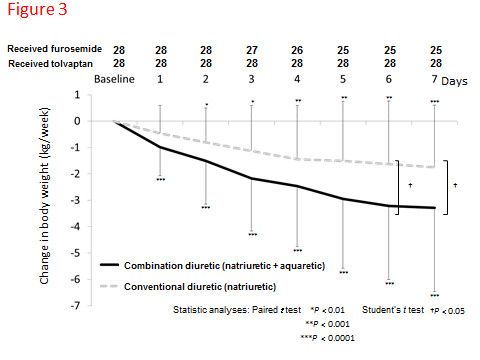 Figure 3
Received furosemide 28 28 28 27 26 25 25 25
Received tolvaptan 28 28 28 28 28 28 28 28
Baseline 1 2 3 4 5 6 7 Days
Change in body weight (kg/week)
1
0
-1
-2
-3
-4
-5
-6
-7
* * ** ** ** ***
*** *** *** *** *** *** ***
† †
Combination diuretic (natriuretic + aquaretic)
Conventional diuretic (natriuretic)
Statistic analyses: Paired t test *P < 0.01 Student's t test †P < 0.05
**P < 0.001
***P < 0.0001